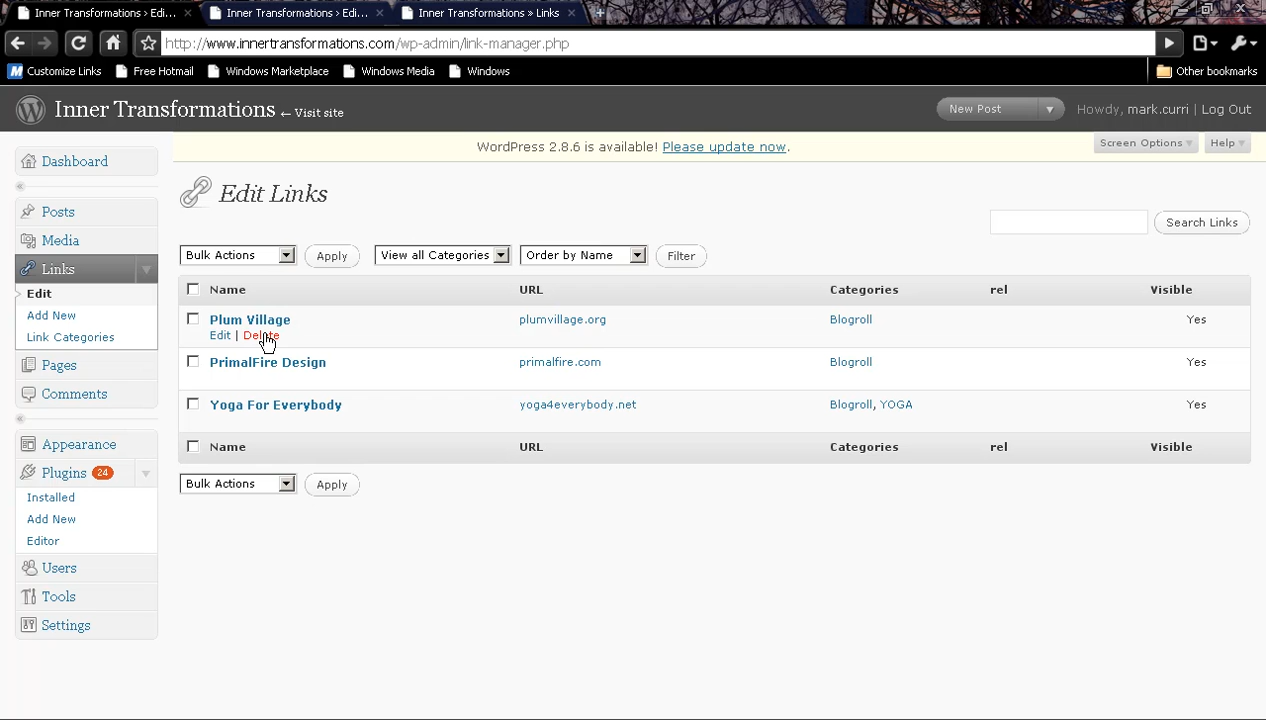 Inner Transformations › Edi... Inner Transformations › Edi... Inner Transformations » Links
http://www.innertransformations.com/wp-admin/link-manager.php
Customize Links Free Hotmail Windows Marketplace Windows Media Windows Other bookmarks
Inner Transformations ← Visit site New Post Howdy, mark.curri | Log Out
WordPress 2.8.6 is available! Please update now. Screen Options Help
Dashboard
Edit Links
Posts
Search Links
Media
Bulk Actions Apply View all Categories Order by Name Filter
Links
Edit
Add New
Link Categories
Name URL Categories rel Visible
Plum Village plumvillage.org Blogroll Yes
Edit | Delete
PrimalFire Design primalfire.com Blogroll Yes
Yoga For Everybody yoga4everybody.net Blogroll, YOGA Yes
Name URL Categories rel Visible
Bulk Actions Apply
Pages
Comments
Appearance
Plugins 24
Installed
Add New
Editor
Users
Tools
Settings